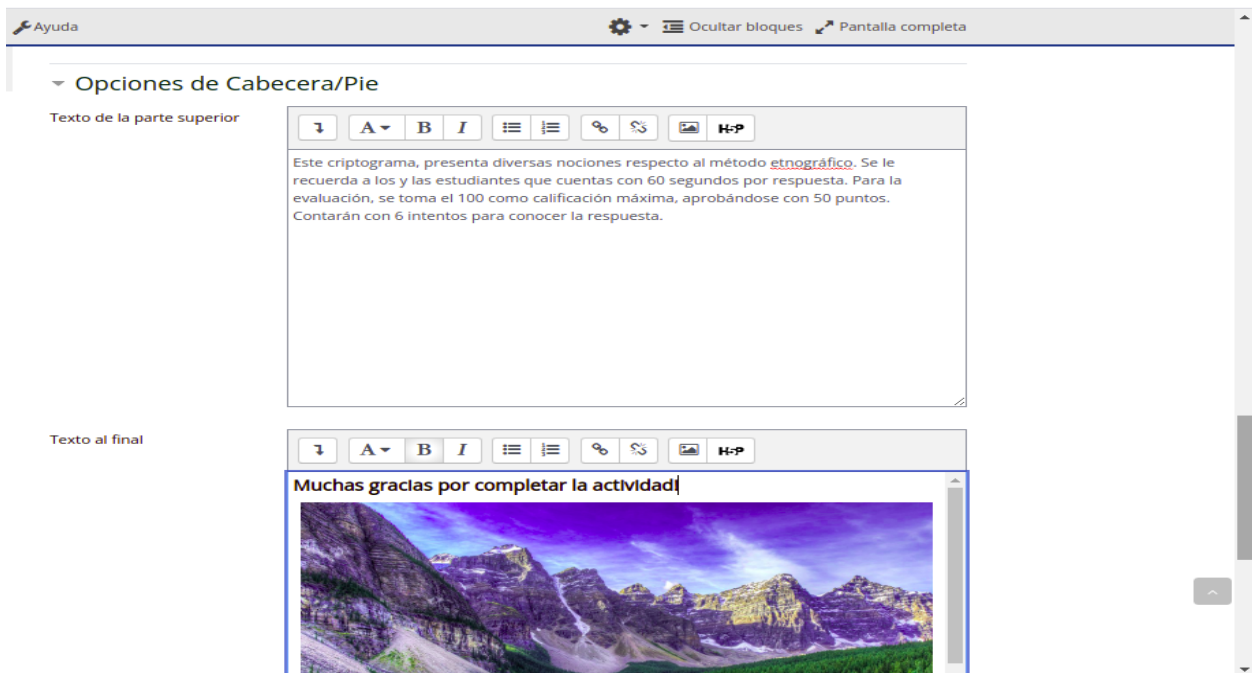 Ayuda
Ocultar bloques Pantalla completa
Opciones de Cabecera/Pie
Texto de la parte superior
A B I H-P
Este criptograma, presenta diversas nociones respecto al método etnográfico. Se le
recuerda a los y las estudiantes que cuentas con 60 segundos por respuesta. Para la
evaluación, se toma el 100 como calificación máxima, aprobándose con 50 puntos.
Contarán con 6 intentos para conocer la respuesta.
Texto al final
A B I H-P
Muchas gracias por completar la actividad!